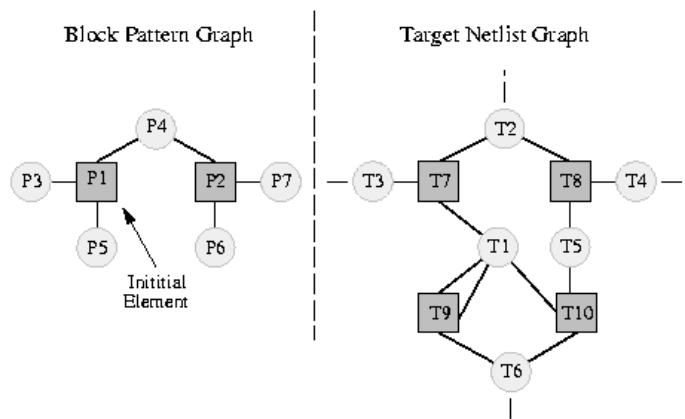 Block Pattern Graph
Target Netlist Graph
P4
P3
P1
P2
P7
P5
P6
Inititial
Element
T2
T3
T7
T8
T4
T1
T5
T9
T10
T6